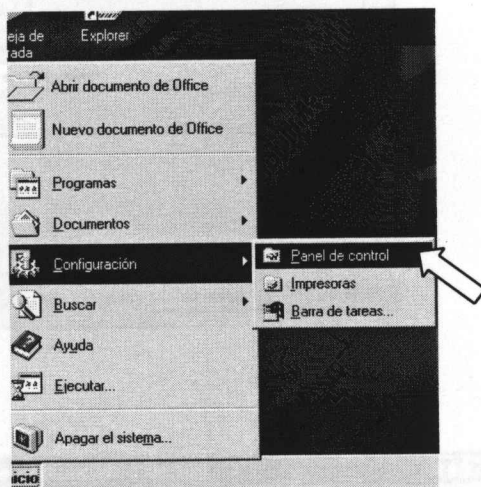 eja de
rada
Explorer
Abrir documento de Office
Nuevo documento de Office
Programas
Documentos
Configuración
Panel de control
Impresoras
Barra de tareas...
Buscar
Ayuda
Ejecutar...
Apagar el sistema...
icio